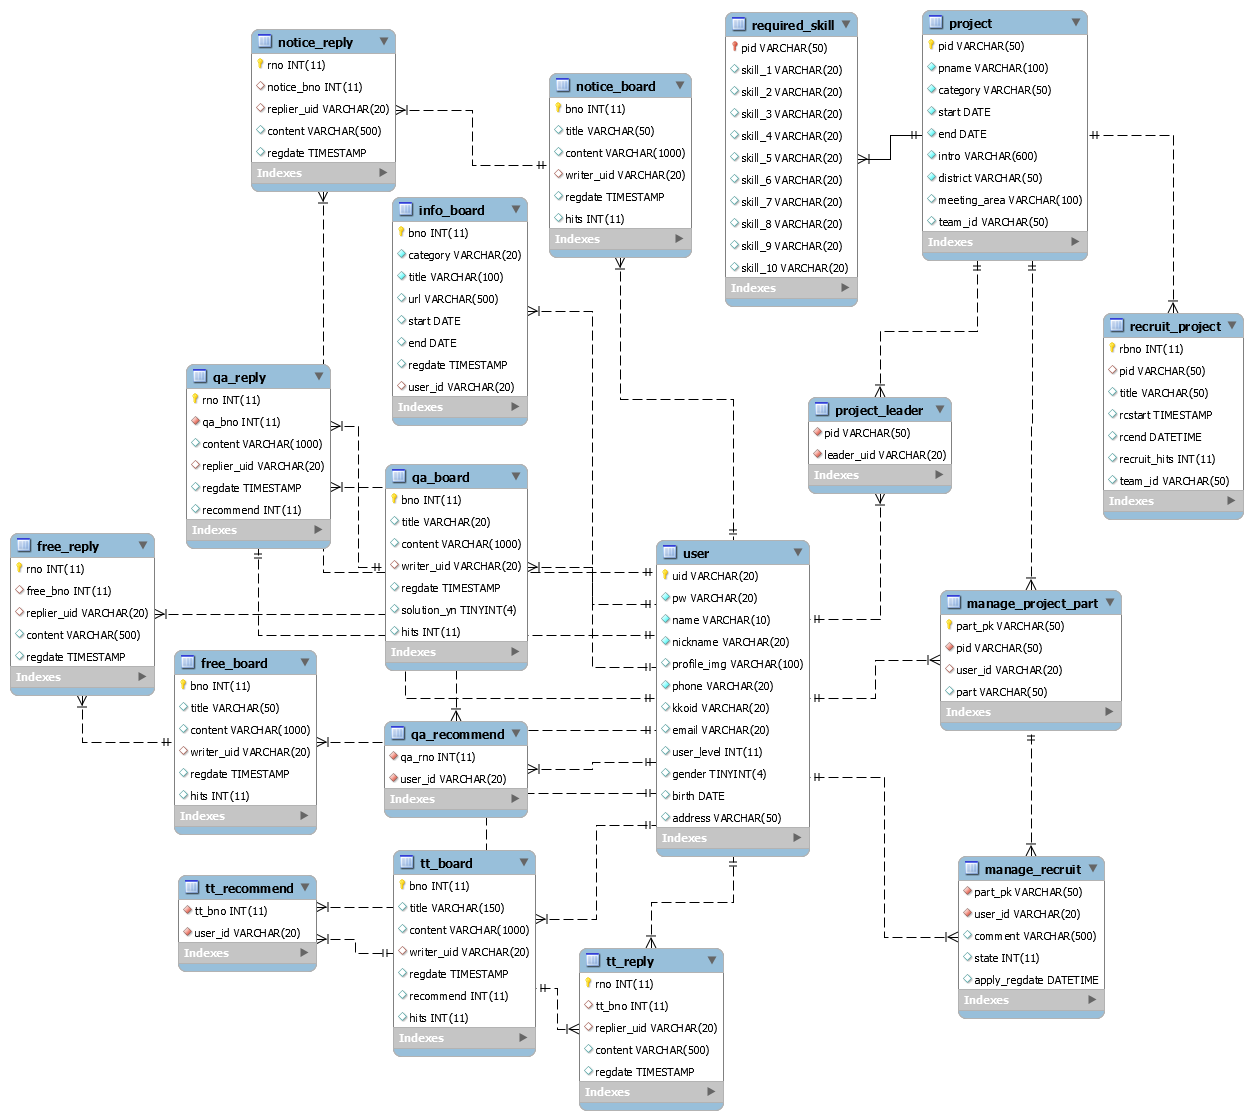 notice_reply
rno INT(11)
notice_bno INT(11)
replier_uid VARCHAR(20)
content VARCHAR(500)
regdate TIMESTAMP
Indexes
notice_board
bno INT(11)
title VARCHAR(50)
content VARCHAR(1000)
writer_uid VARCHAR(20)
regdate TIMESTAMP
hits INT(11)
Indexes
required_skill
pid VARCHAR(50)
skill_1 VARCHAR(20)
skill_2 VARCHAR(20)
skill_3 VARCHAR(20)
skill_4 VARCHAR(20)
skill_5 VARCHAR(20)
skill_6 VARCHAR(20)
skill_7 VARCHAR(20)
skill_8 VARCHAR(20)
skill_9 VARCHAR(20)
skill_10 VARCHAR(20)
Indexes
project
pid VARCHAR(50)
pname VARCHAR(100)
category VARCHAR(50)
start DATE
end DATE
intro VARCHAR(600)
district VARCHAR(50)
meeting_area VARCHAR(100)
team_id VARCHAR(50)
Indexes
info_board
bno INT(11)
category VARCHAR(20)
title VARCHAR(100)
url VARCHAR(500)
start DATE
end DATE
regdate TIMESTAMP
user_id VARCHAR(20)
Indexes
recruit_project
rbno INT(11)
pid VARCHAR(50)
title VARCHAR(50)
rcstart TIMESTAMP
rcend DATETIME
recruit_hits INT(11)
team_id VARCHAR(50)
Indexes
qa_reply
rno INT(11)
qa_bno INT(11)
content VARCHAR(1000)
replier_uid VARCHAR(20)
regdate TIMESTAMP
recommend INT(11)
Indexes
project_leader
pid VARCHAR(50)
leader_uid VARCHAR(20)
Indexes
qa_board
bno INT(11)
title VARCHAR(20)
content VARCHAR(1000)
writer_uid VARCHAR(20)
regdate TIMESTAMP
solution_yn TINYINT(4)
hits INT(11)
Indexes
free_reply
rno INT(11)
free_bno INT(11)
replier_uid VARCHAR(20)
content VARCHAR(500)
regdate TIMESTAMP
Indexes
user
uid VARCHAR(20)
pw VARCHAR(20)
name VARCHAR(10)
nickname VARCHAR(20)
profile_img VARCHAR(100)
phone VARCHAR(20)
kkoid VARCHAR(20)
email VARCHAR(20)
user_level INT(11)
gender TINYINT(4)
birth DATE
address VARCHAR(50)
Indexes
manage_project_part
part_pk VARCHAR(50)
pid VARCHAR(50)
user_id VARCHAR(20)
part VARCHAR(50)
Indexes
free_board
bno INT(11)
title VARCHAR(50)
content VARCHAR(1000)
writer_uid VARCHAR(20)
regdate TIMESTAMP
hits INT(11)
Indexes
qa_recommend
qa_rno INT(11)
user_id VARCHAR(20)
Indexes
tt_recommend
tt_bno INT(11)
user_id VARCHAR(20)
Indexes
tt_board
bno INT(11)
title VARCHAR(150)
content VARCHAR(1000)
writer_uid VARCHAR(20)
regdate TIMESTAMP
recommend INT(11)
hits INT(11)
Indexes
manage_recruit
part_pk VARCHAR(50)
user_id VARCHAR(20)
comment VARCHAR(500)
state INT(11)
apply_regdate DATETIME
Indexes
tt_reply
rno INT(11)
tt_bno INT(11)
replier_uid VARCHAR(20)
content VARCHAR(500)
regdate TIMESTAMP
Indexes